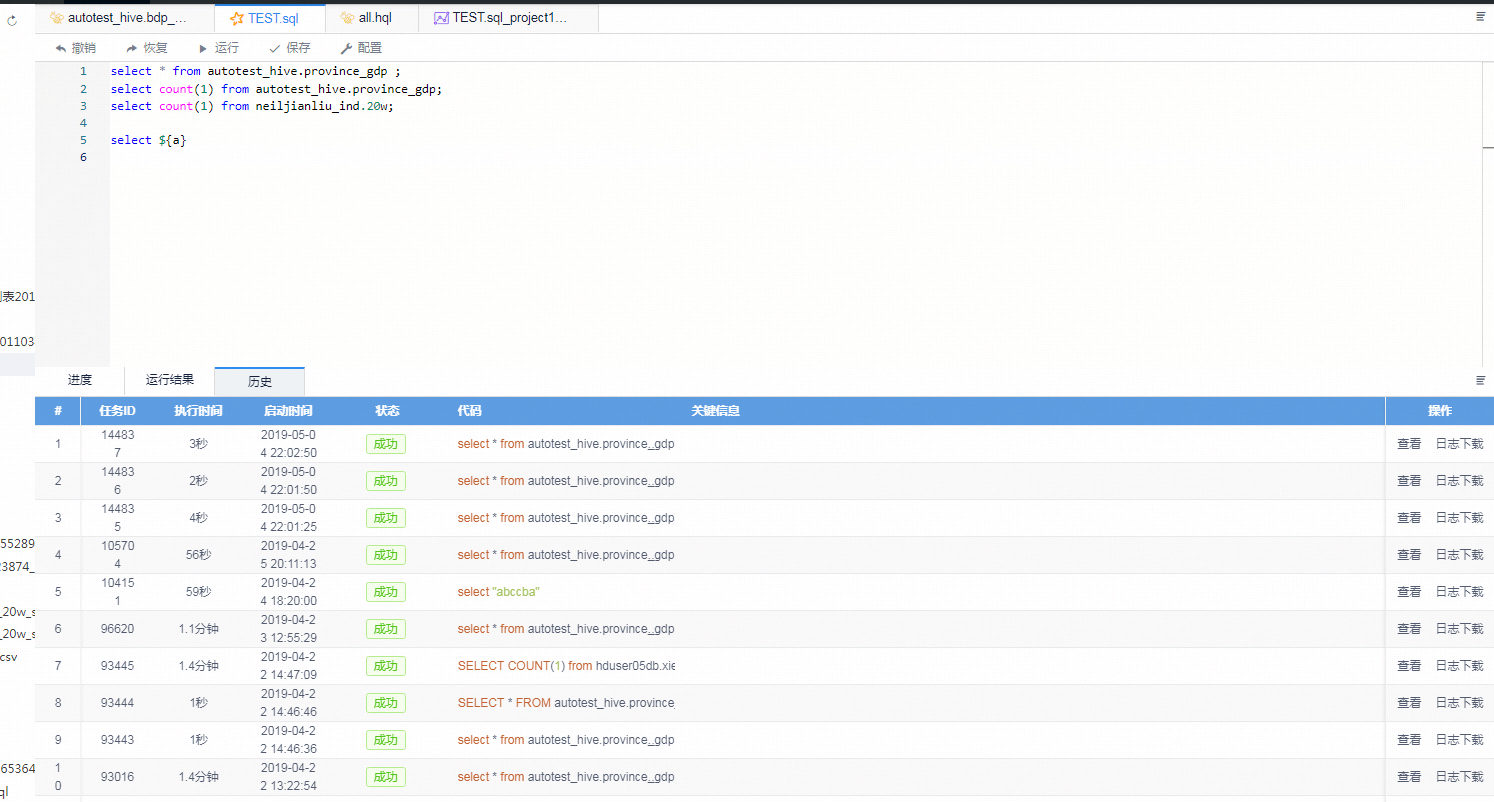 autotest_hive.bdp_...
TEST.sql
all.hql
TEST.sql_project1...
撤销 恢复 运行 保存 配置
1 select * from autotest_hive.province_gdp ;
2 select count(1) from autotest_hive.province_gdp;
3 select count(1) from neiljianliu_ind.20w;
4
5 select ${a}
6
表201
01103
55289
3874_
_20w_s
_20w_s
csv
65364
ql
进度 运行结果 历史
# 任务ID 执行时间 启动时间 状态 代码 关键信息 操作
1 144837 3秒 2019-05-04 22:02:50 成功 select * from autotest_hive.province_gdp 查看 日志下载
2 144836 2秒 2019-05-04 22:01:50 成功 select * from autotest_hive.province_gdp 查看 日志下载
3 144835 4秒 2019-05-04 22:01:25 成功 select * from autotest_hive.province_gdp 查看 日志下载
4 105704 56秒 2019-04-25 20:11:13 成功 select * from autotest_hive.province_gdp 查看 日志下载
5 104151 59秒 2019-04-24 18:20:00 成功 select "abccba" 查看 日志下载
6 96620 1.1分钟 2019-04-23 12:55:29 成功 select * from autotest_hive.province_gdp 查看 日志下载
7 93445 1.4分钟 2019-04-22 14:47:09 成功 SELECT COUNT(1) from hduser05db.xie 查看 日志下载
8 93444 1秒 2019-04-22 14:46:46 成功 SELECT * FROM autotest_hive.province_ 查看 日志下载
9 93443 1秒 2019-04-22 14:46:36 成功 select * from autotest_hive.province_gdp 查看 日志下载
10 93016 1.4分钟 2019-04-22 13:22:54 成功 select * from autotest_hive.province_gdp 查看 日志下载